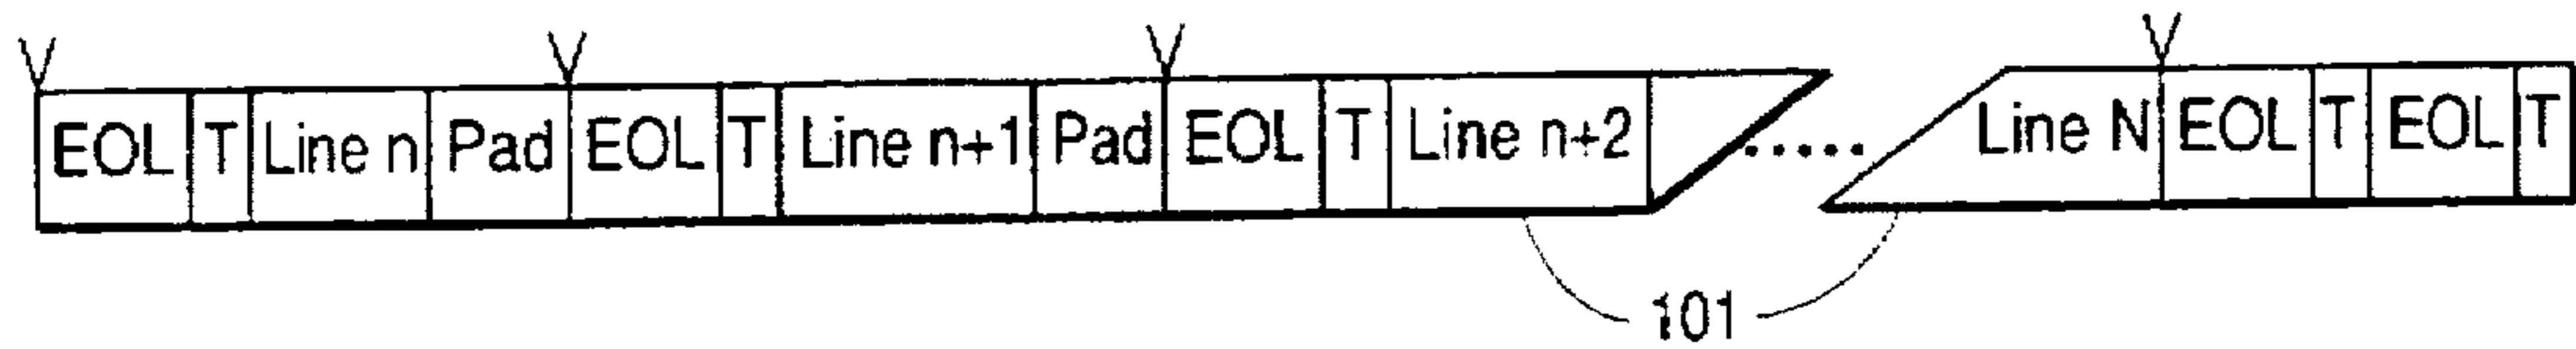 EOL T Line n Pad EOL T Line n+1 Pad EOL T Line n+2 ..... Line N EOL T EOL T
101